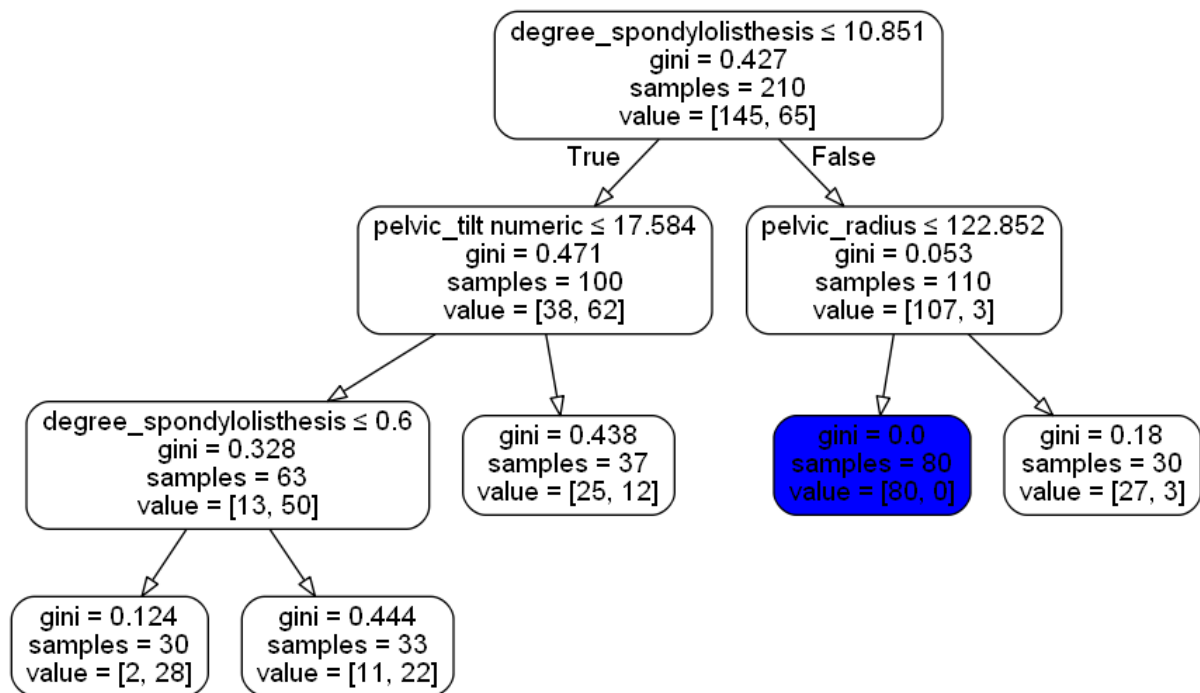 degree_spondylolisthesis ≤ 10.851
gini = 0.427
samples = 210
value = [145, 65]
True
False
pelvic_tilt numeric ≤ 17.584
gini = 0.471
samples = 100
value = [38, 62]
pelvic_radius ≤ 122.852
gini = 0.053
samples = 110
value = [107, 3]
degree_spondylolisthesis ≤ 0.6
gini = 0.328
samples = 63
value = [13, 50]
gini = 0.438
samples = 37
value = [25, 12]
gini = 0.0
samples = 80
value = [80, 0]
gini = 0.18
samples = 30
value = [27, 3]
gini = 0.124
samples = 30
value = [2, 28]
gini = 0.444
samples = 33
value = [11, 22]